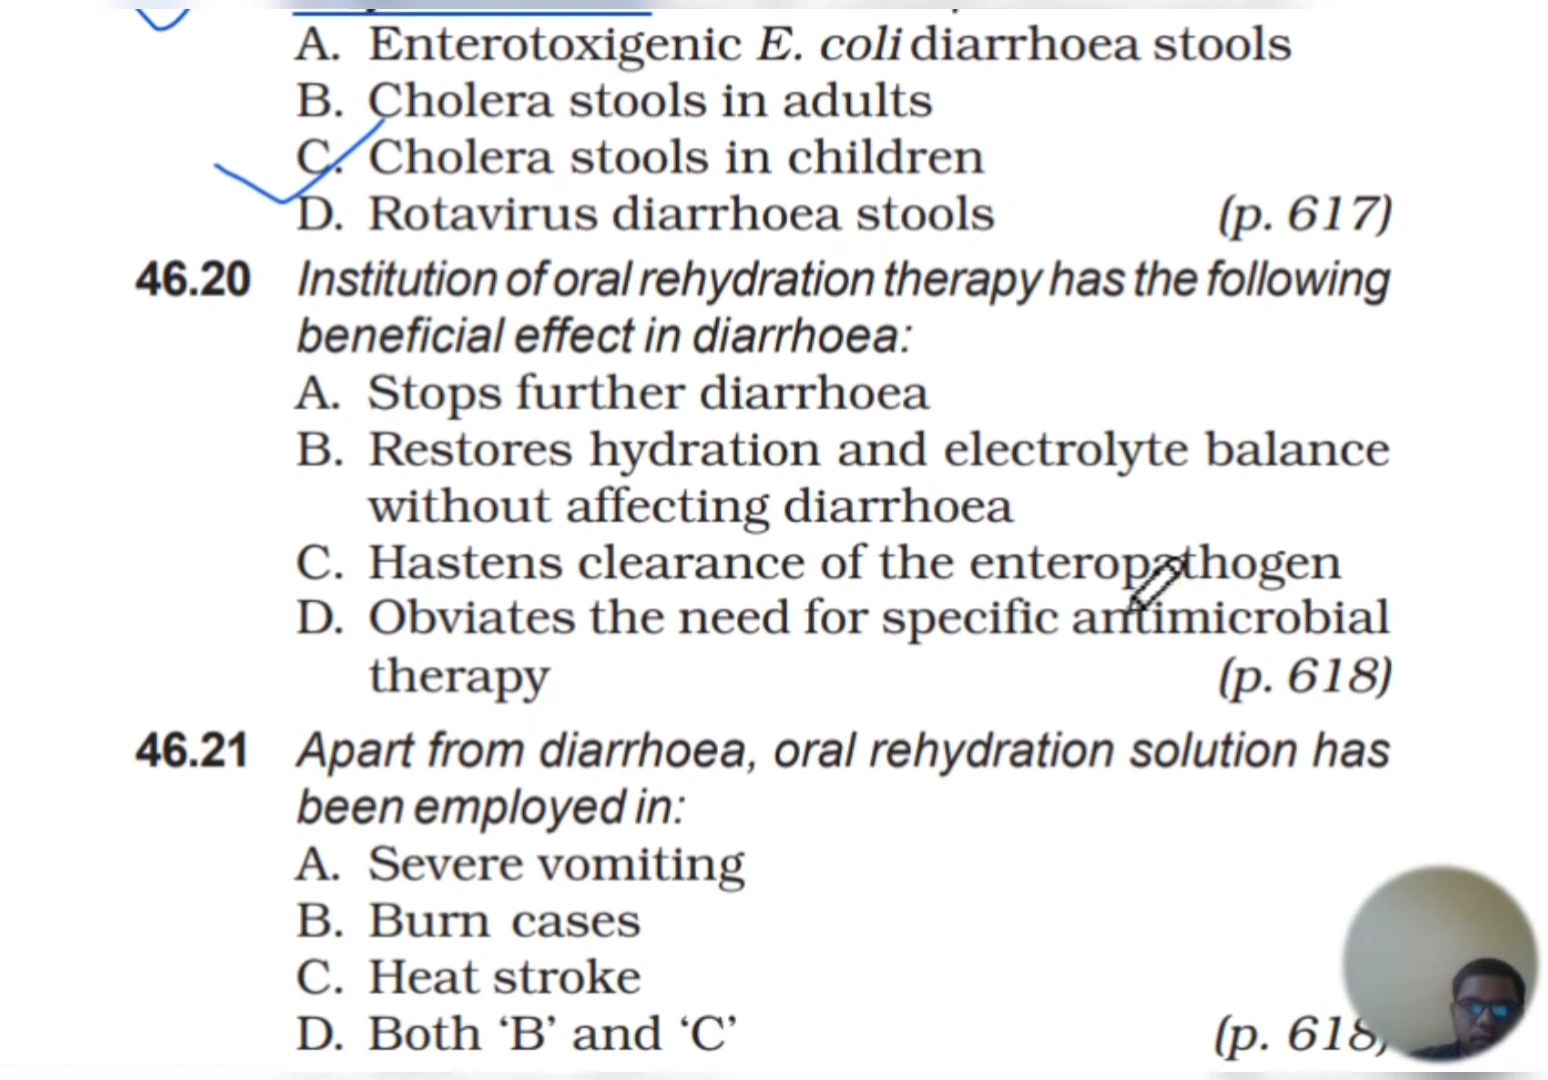 A. Enterotoxigenic E. coli diarrhoea stools
B. Cholera stools in adults
C. Cholera stools in children
D. Rotavirus diarrhoea stools (p. 617)
46.20 Institution of oral rehydration therapy has the following
beneficial effect in diarrhoea:
A. Stops further diarrhoea
B. Restores hydration and electrolyte balance
without affecting diarrhoea
C. Hastens clearance of the enteropathogen
D. Obviates the need for specific antimicrobial
therapy (p. 618)
46.21 Apart from diarrhoea, oral rehydration solution has
been employed in:
A. Severe vomiting
B. Burn cases
C. Heat stroke
D. Both ‘B’ and ‘C’ (p. 618)